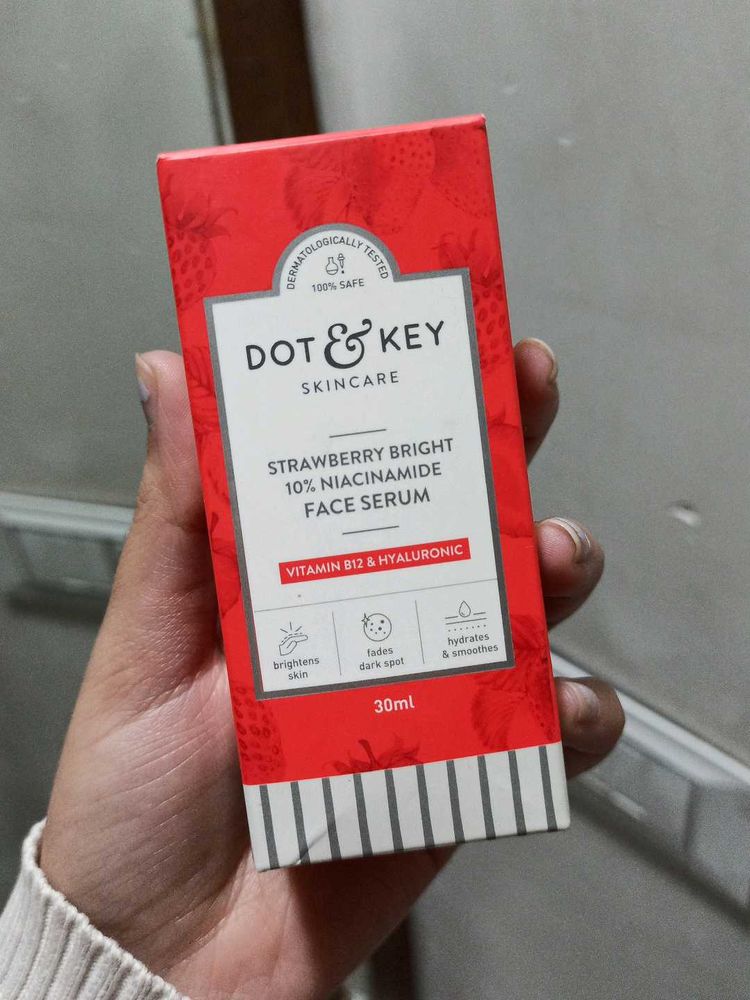 DERMATOLOGICALLY TESTED
100% SAFE
DOT & KEY
SKINCARE
STRAWBERRY BRIGHT
10% NIACINAMIDE
FACE SERUM
VITAMIN B12 & HYALURONIC
brightens
skin
fades
dark spot
hydrates
& smoothes
30ml